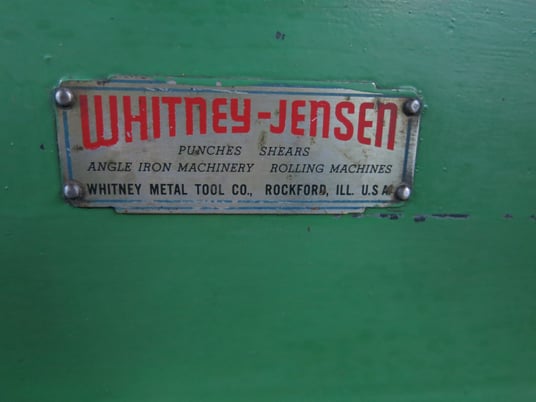 WHITNEY-JENSEN
PUNCHES SHEARS
ANGLE IRON MACHINERY ROLLING MACHINES
WHITNEY METAL TOOL CO., ROCKFORD, ILL. U.S.A.